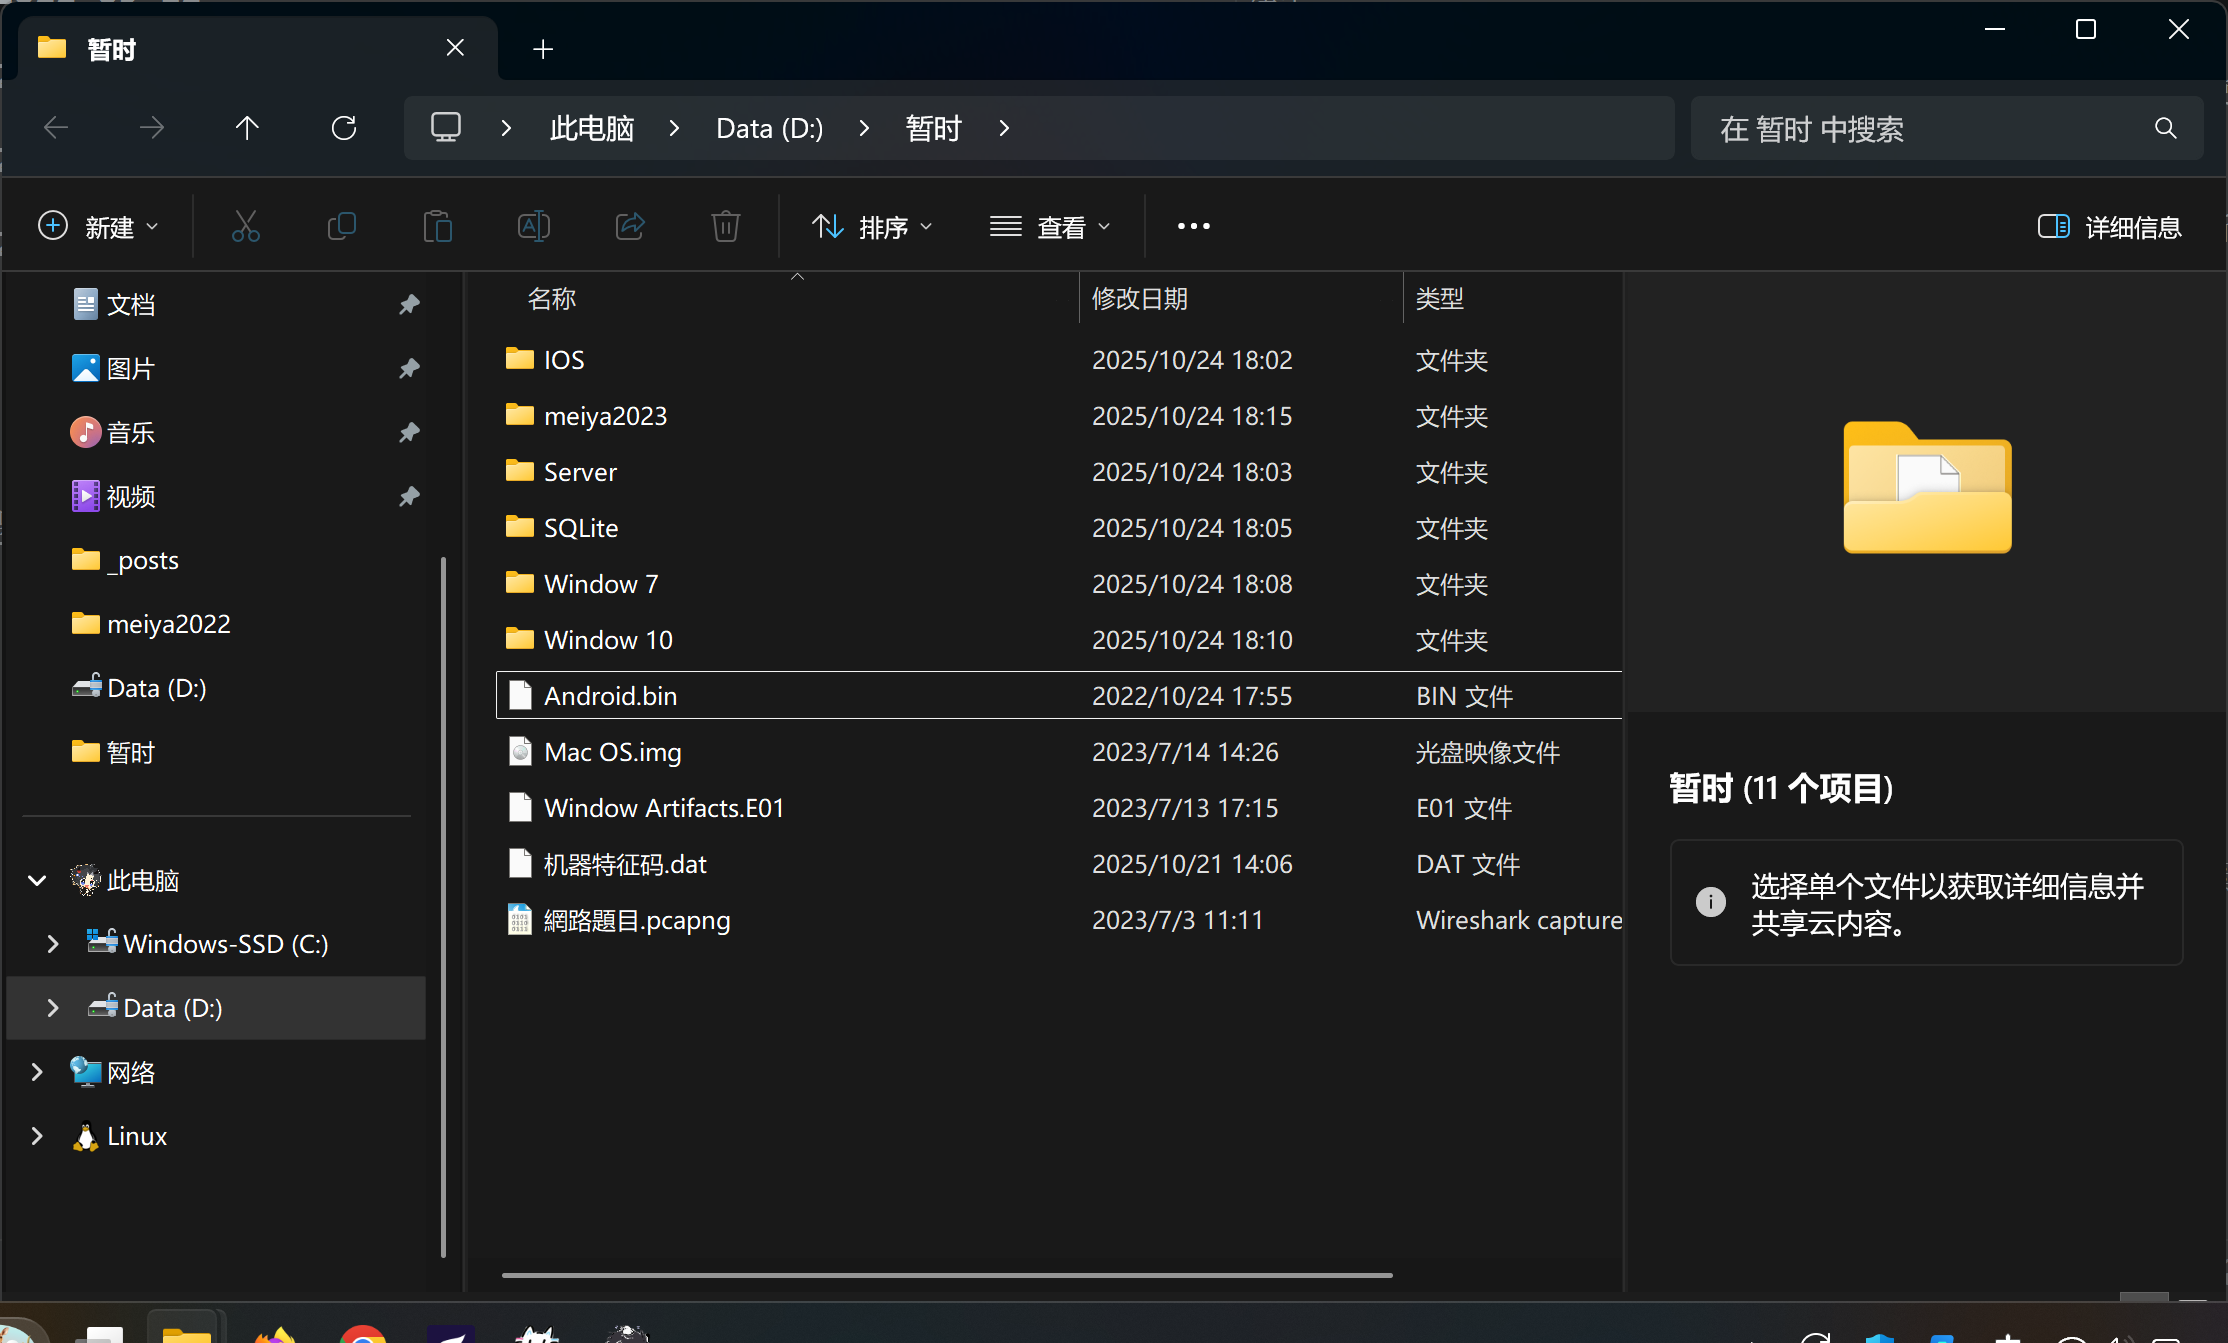 暂时
此电脑
Data (D:)
暂时
在 暂时 中搜索
新建
排序
查看
详细信息
文档
图片
音乐
视频
_posts
meiya2022
Data (D:)
暂时
此电脑
Windows-SSD (C:)
Data (D:)
网络
Linux
名称 修改日期 类型
IOS 2025/10/24 18:02 文件夹
meiya2023 2025/10/24 18:15 文件夹
Server 2025/10/24 18:03 文件夹
SQLite 2025/10/24 18:05 文件夹
Window 7 2025/10/24 18:08 文件夹
Window 10 2025/10/24 18:10 文件夹
Android.bin 2022/10/24 17:55 BIN 文件
Mac OS.img 2023/7/14 14:26 光盘映像文件
Window Artifacts.E01 2023/7/13 17:15 E01 文件
机器特征码.dat 2025/10/21 14:06 DAT 文件
網路題目.pcapng 2023/7/3 11:11 Wireshark capture
暂时 (11 个项目)
选择单个文件以获取详细信息并
共享云内容。